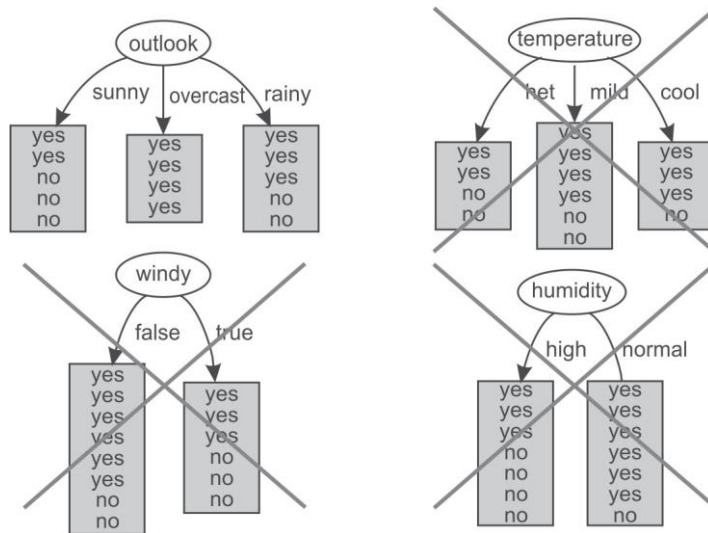 outlook
sunny overcast rainy
yes
yes
no
no
no
yes
yes
yes
yes
yes
yes
yes
no
no
temperature
het mild cool
yes
yes
no
no
yes
yes
yes
yes
no
no
yes
yes
yes
no
windy
false true
yes
yes
yes
yes
yes
yes
no
no
yes
yes
yes
no
no
no
humidity
high normal
yes
yes
yes
no
no
no
no
yes
yes
yes
yes
yes
yes
no